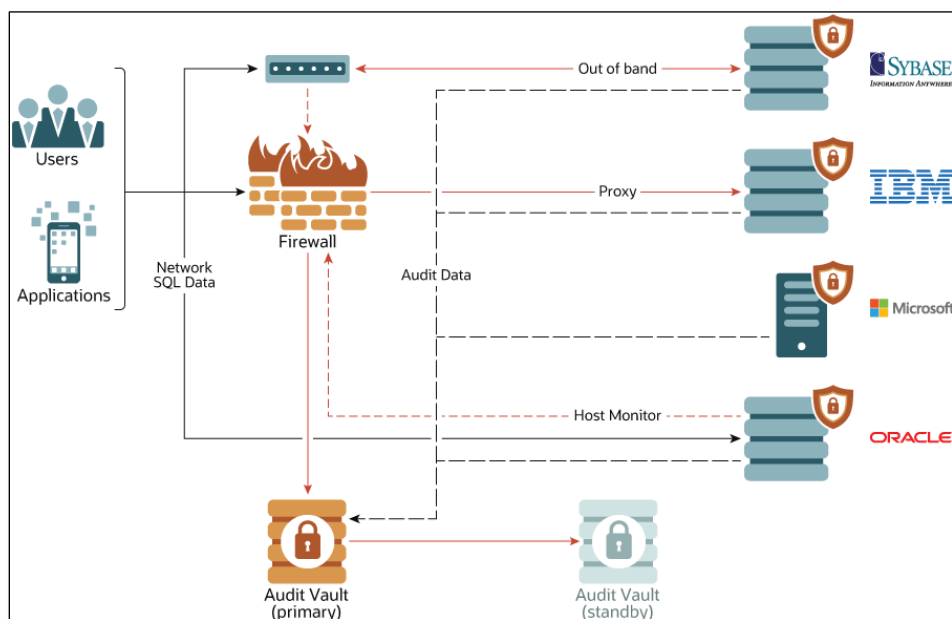 Out of band
SYBASE
INFORMATION ANYWHERE
Users
Proxy
IBM
Firewall
Applications
Network
SQL Data
Audit Data
Microsoft
Host Monitor
ORACLE
Audit Vault
(primary)
Audit Vault
(standby)